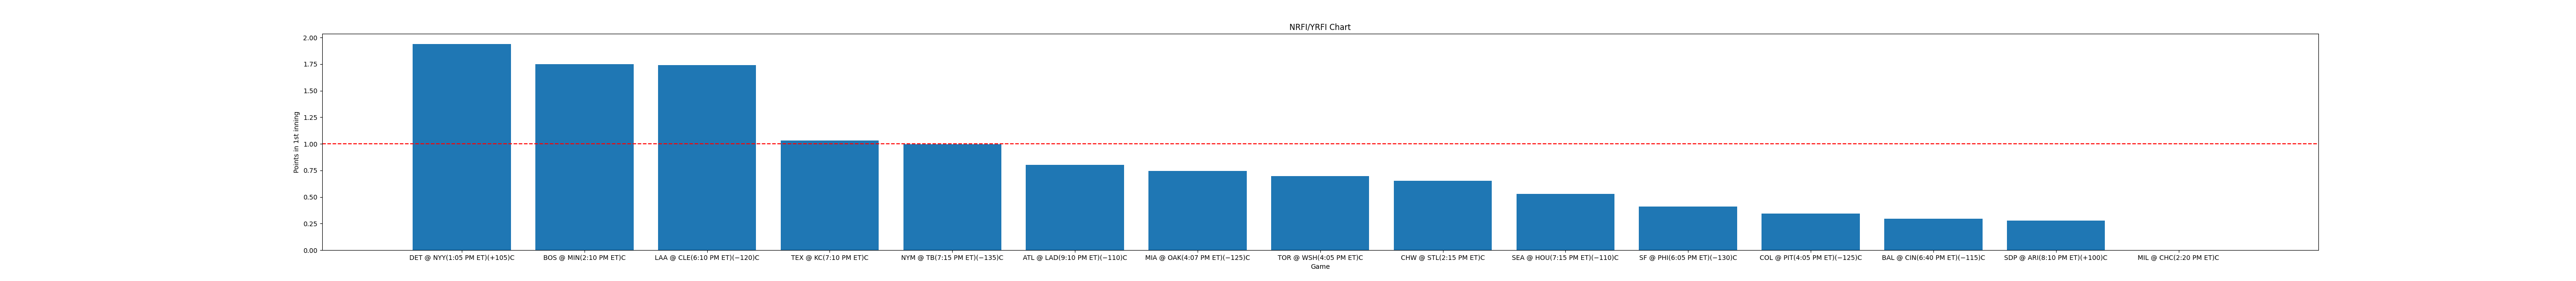 NRFI/YRFI Chart
Points in 1st inning
2.00
1.75
1.50
1.25
1.00
0.75
0.50
0.25
0.00
DET @ NYY(1:05 PM ET)(+105)C BOS @ MIN(2:10 PM ET)C LAA @ CLE(6:10 PM ET)(−120)C TEX @ KC(7:10 PM ET)C NYM @ TB(7:15 PM ET)(−135)C ATL @ LAD(9:10 PM ET)(−110)C MIA @ OAK(4:07 PM ET)(−125)C TOR @ WSH(4:05 PM ET)C CHW @ STL(2:15 PM ET)C SEA @ HOU(7:15 PM ET)(−110)C SF @ PHI(6:05 PM ET)(−130)C COL @ PIT(4:05 PM ET)(−125)C BAL @ CIN(6:40 PM ET)(−115)C SDP @ ARI(8:10 PM ET)(+100)C MIL @ CHC(2:20 PM ET)C
Game